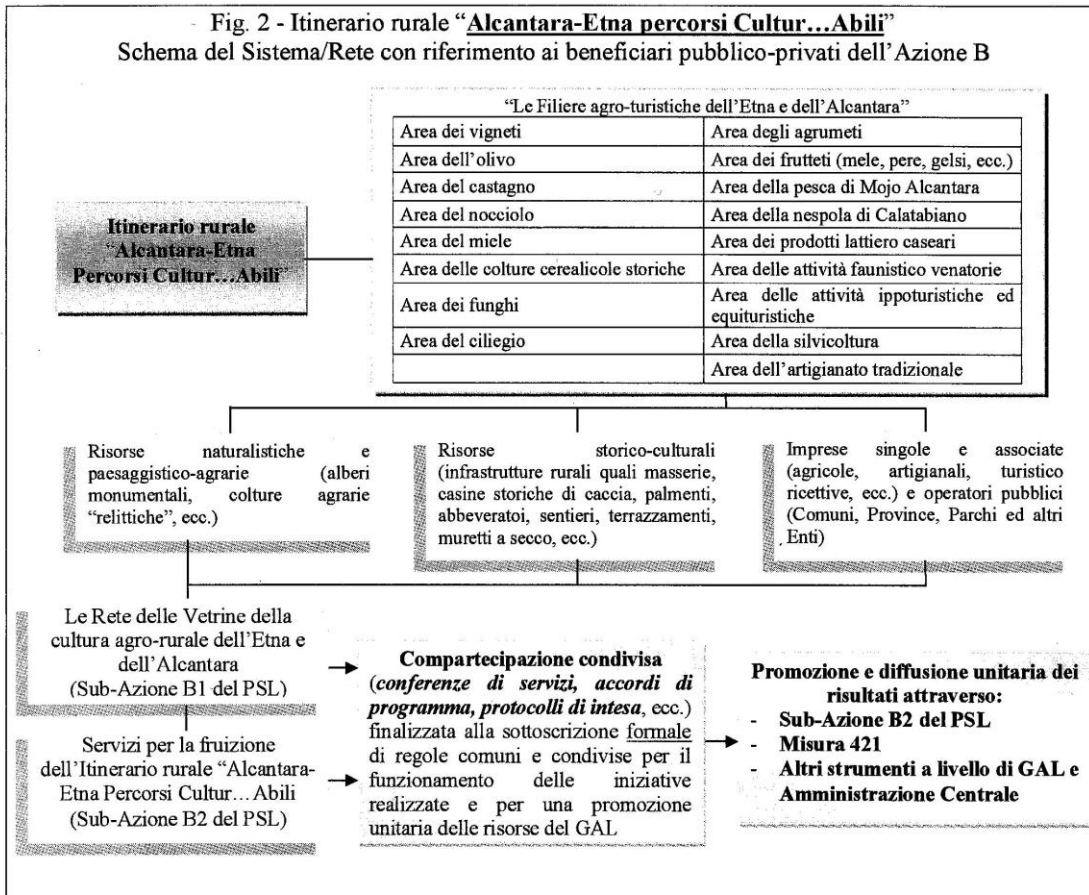 Fig. 2 - Itinerario rurale “Alcantara-Etna percorsi Cultur…Abili”
Schema del Sistema/Rete con riferimento ai beneficiari pubblico-privati dell’Azione B
“Le Filiere agro-turistiche dell’Etna e dell’Alcantara”
Area dei vigneti
Area degli agrumeti
Area dell’olivo
Area dei frutteti (mele, pere, gelsi, ecc.)
Area del castagno
Area della pesca di Mojo Alcantara
Area del nocciolo
Area della nespola di Calatabiano
Area del miele
Area dei prodotti lattiero caseari
Area delle colture cerealicole storiche
Area delle attività faunistico venatorie
Area dei funghi
Area delle attività ippoturistiche ed
equituristiche
Area del ciliegio
Area della silvicoltura
Area dell’artigianato tradizionale
Itinerario rurale
“Alcantara-Etna
Percorsi Cultur…Abili”
Risorse naturalistiche e
paesaggistico-agrarie (alberi
monumentali, colture agrarie
“relittiche”, ecc.)
Risorse storico-culturali
(infrastrutture rurali quali masserie,
casine storiche di caccia, palmenti,
abbeveratoi, sentieri, terrazzamenti,
muretti a secco, ecc.)
Imprese singole e associate
(agricole, artigianali, turistico
ricettive, ecc.) e operatori pubblici
(Comuni, Province, Parchi ed altri
Enti)
Le Rete delle Vetrine della
cultura agro-rurale dell’Etna e
dell’Alcantara
(Sub-Azione B1 del PSL)
Servizi per la fruizione
dell’Itinerario rurale “Alcantara-
Etna Percorsi Cultur…Abili
(Sub-Azione B2 del PSL)
Compartecipazione condivisa
(conferenze di servizi, accordi di
programma, protocolli di intesa, ecc.)
finalizzata alla sottoscrizione formale
di regole comuni e condivise per il
funzionamento delle iniziative
realizzate e per una promozione
unitaria delle risorse del GAL
Promozione e diffusione unitaria dei
risultati attraverso:
- Sub-Azione B2 del PSL
- Misura 421
- Altri strumenti a livello di GAL e
Amministrazione Centrale